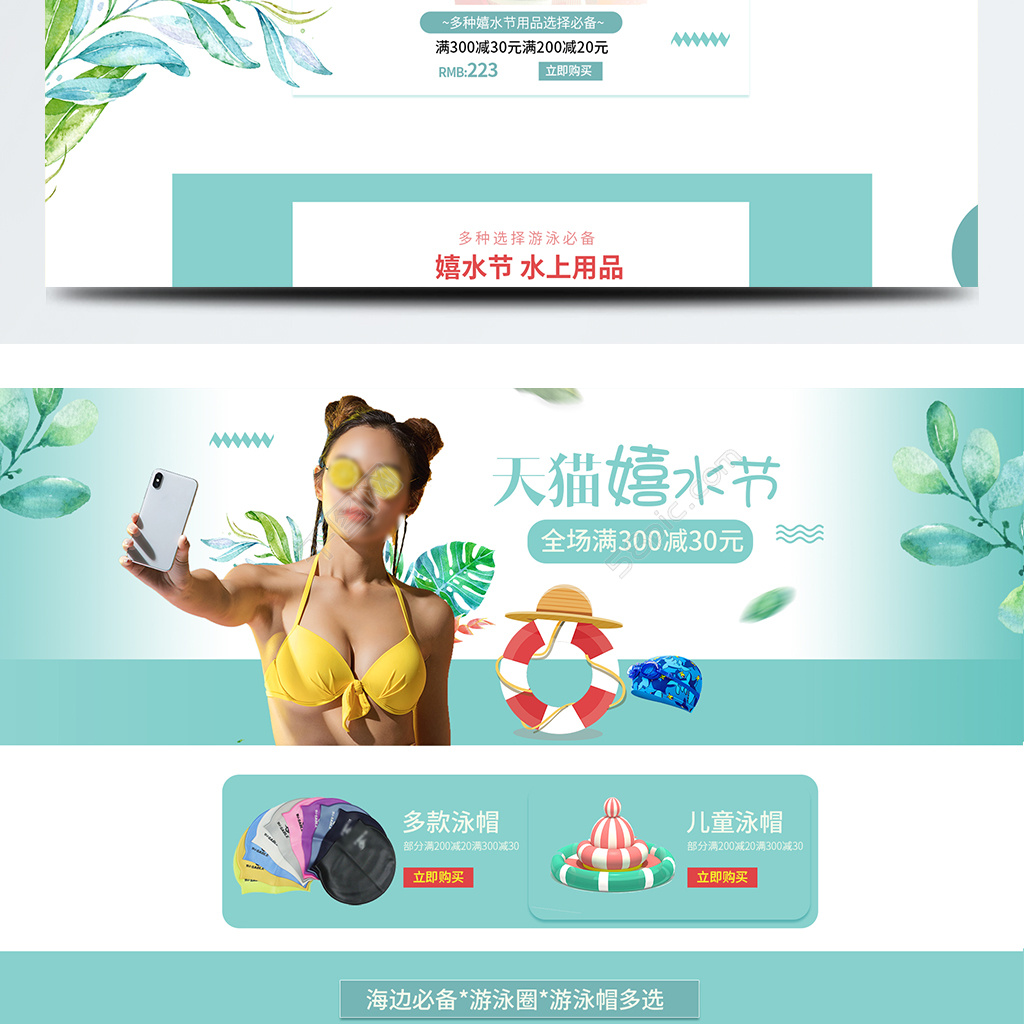 ~多种嬉水节用品选择必备~
满300减30元满200减20元
RMB:223
立即购买
多种选择游泳必备
嬉水节 水上用品
天猫嬉水节
全场满300减30元
多款泳帽
部分满200减20满300减30
立即购买
儿童泳帽
部分满200减20满300减30
立即购买
海边必备*游泳圈*游泳帽多选